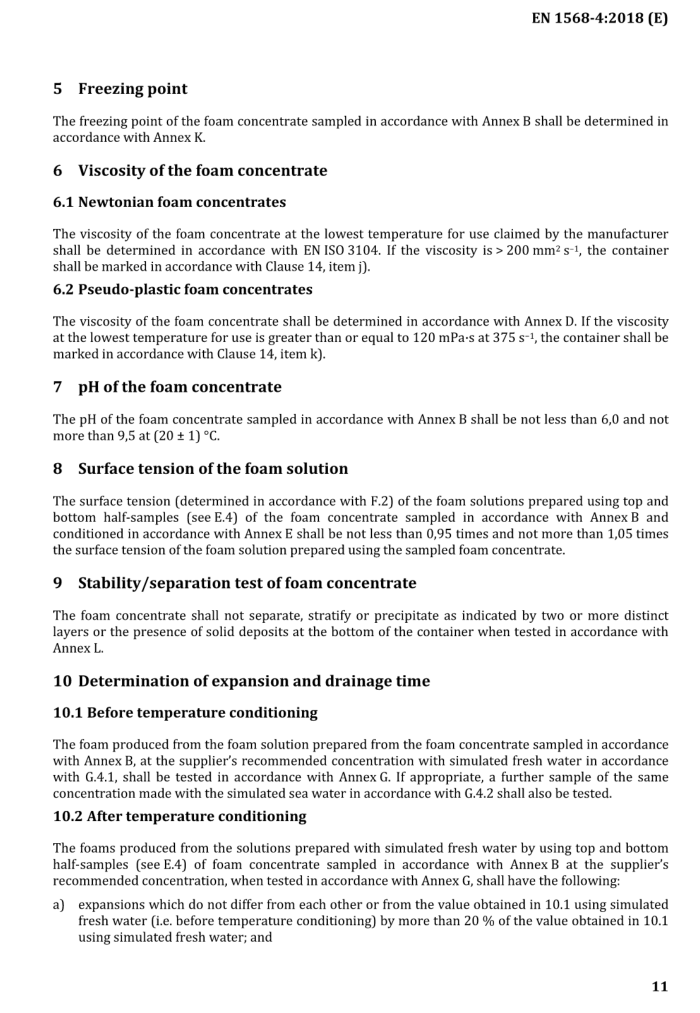 EN 1568-4:2018 (E)
5 Freezing point
The freezing point of the foam concentrate sampled in accordance with Annex B shall be determined in
accordance with Annex K.
6 Viscosity of the foam concentrate
6.1 Newtonian foam concentrates
The viscosity of the foam concentrate at the lowest temperature for use claimed by the manufacturer
shall be determined in accordance with EN ISO 3104. If the viscosity is > 200 mm² s⁻¹, the container
shall be marked in accordance with Clause 14, item j).
6.2 Pseudo-plastic foam concentrates
The viscosity of the foam concentrate shall be determined in accordance with Annex D. If the viscosity
at the lowest temperature for use is greater than or equal to 120 mPa·s at 375 s⁻¹, the container shall be
marked in accordance with Clause 14, item k).
7 pH of the foam concentrate
The pH of the foam concentrate sampled in accordance with Annex B shall be not less than 6,0 and not
more than 9,5 at (20 ± 1) °C.
8 Surface tension of the foam solution
The surface tension (determined in accordance with F.2) of the foam solutions prepared using top and
bottom half-samples (see E.4) of the foam concentrate sampled in accordance with Annex B and
conditioned in accordance with Annex E shall be not less than 0,95 times and not more than 1,05 times
the surface tension of the foam solution prepared using the sampled foam concentrate.
9 Stability/separation test of foam concentrate
The foam concentrate shall not separate, stratify or precipitate as indicated by two or more distinct
layers or the presence of solid deposits at the bottom of the container when tested in accordance with
Annex L.
10 Determination of expansion and drainage time
10.1 Before temperature conditioning
The foam produced from the foam solution prepared from the foam concentrate sampled in accordance
with Annex B, at the supplier's recommended concentration with simulated fresh water in accordance
with G.4.1, shall be tested in accordance with Annex G. If appropriate, a further sample of the same
concentration made with the simulated sea water in accordance with G.4.2 shall also be tested.
10.2 After temperature conditioning
The foams produced from the solutions prepared with simulated fresh water by using top and bottom
half-samples (see E.4) of foam concentrate sampled in accordance with Annex B at the supplier's
recommended concentration, when tested in accordance with Annex G, shall have the following:
a) expansions which do not differ from each other or from the value obtained in 10.1 using simulated
fresh water (i.e. before temperature conditioning) by more than 20 % of the value obtained in 10.1
using simulated fresh water; and
11